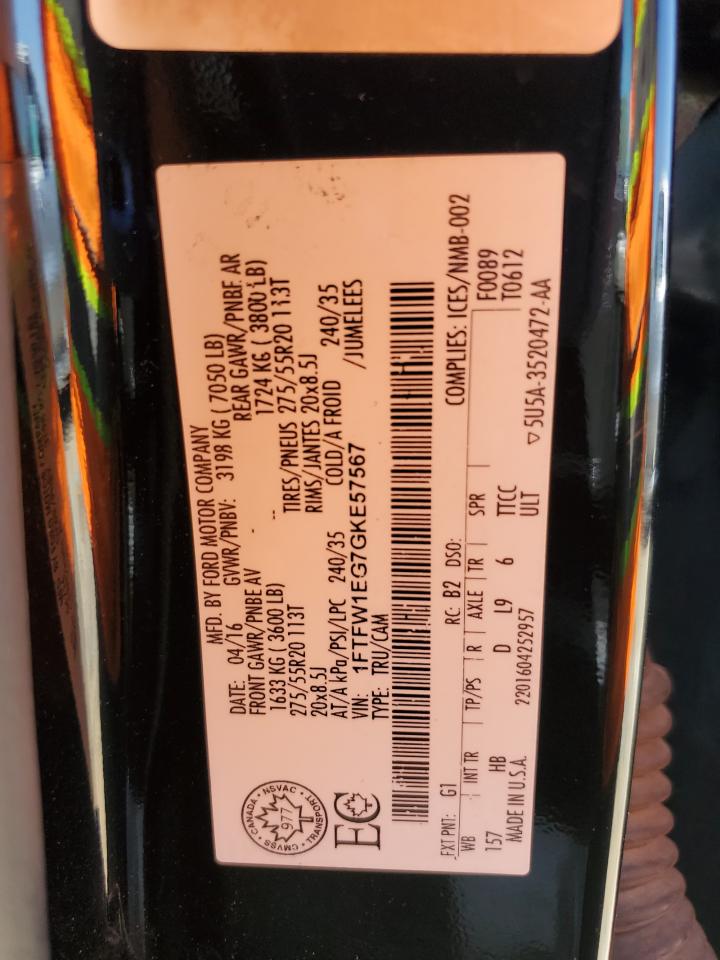 MFD. BY FORD MOTOR COMPANY
DATE: 04/16 GVWR/PNBV: 3198 KG ( 7050 LB)
FRONT GAWR/PNBE AV REAR GAWR/PNBE AR
1633 KG ( 3600 LB) -- 1724 KG ( 3800 LB)
275/55R20 113T TIRES/PNEUS 275/55R20 113T
20x8.5J RIMS/JANTES 20x8.5J
AT/A kPa/PSI/LPC 240/35 COLD/A FROID 240/35
VIN: 1FTFW1EG7GKE57567 /JUMELEES
TYPE: TRU/CAM
CANADA • NSVAC • TRANSPORT • CMVSS •
977
EC
COMPLIES: ICES/NMB-002
EXT PNT: G1 RC: B2 DSO: F0089
WB INT TR TP/PS R AXLE TR SPR T0612
157 HB D L9 6 TTCC
ULT
MADE IN U.S.A. 2201604252957 ▽5U5A-3520472-AA